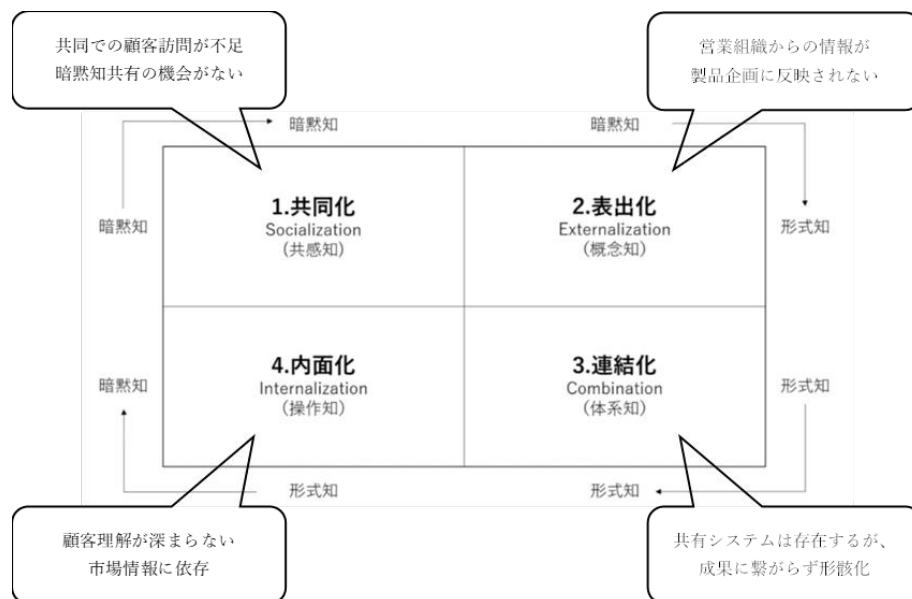 共同での顧客訪問が不足
暗黙知共有の機会がない
営業組織からの情報が
製品企画に反映されない
暗黙知
暗黙知
暗黙知
1.共同化
Socialization
(共感知)
2.表出化
Externalization
(概念知)
形式知
暗黙知
4.内面化
Internalization
(操作知)
3.連結化
Combination
(体系知)
形式知
形式知
形式知
顧客理解が深まらない
市場情報に依存
共有システムは存在するが、
成果に繋がらず形骸化